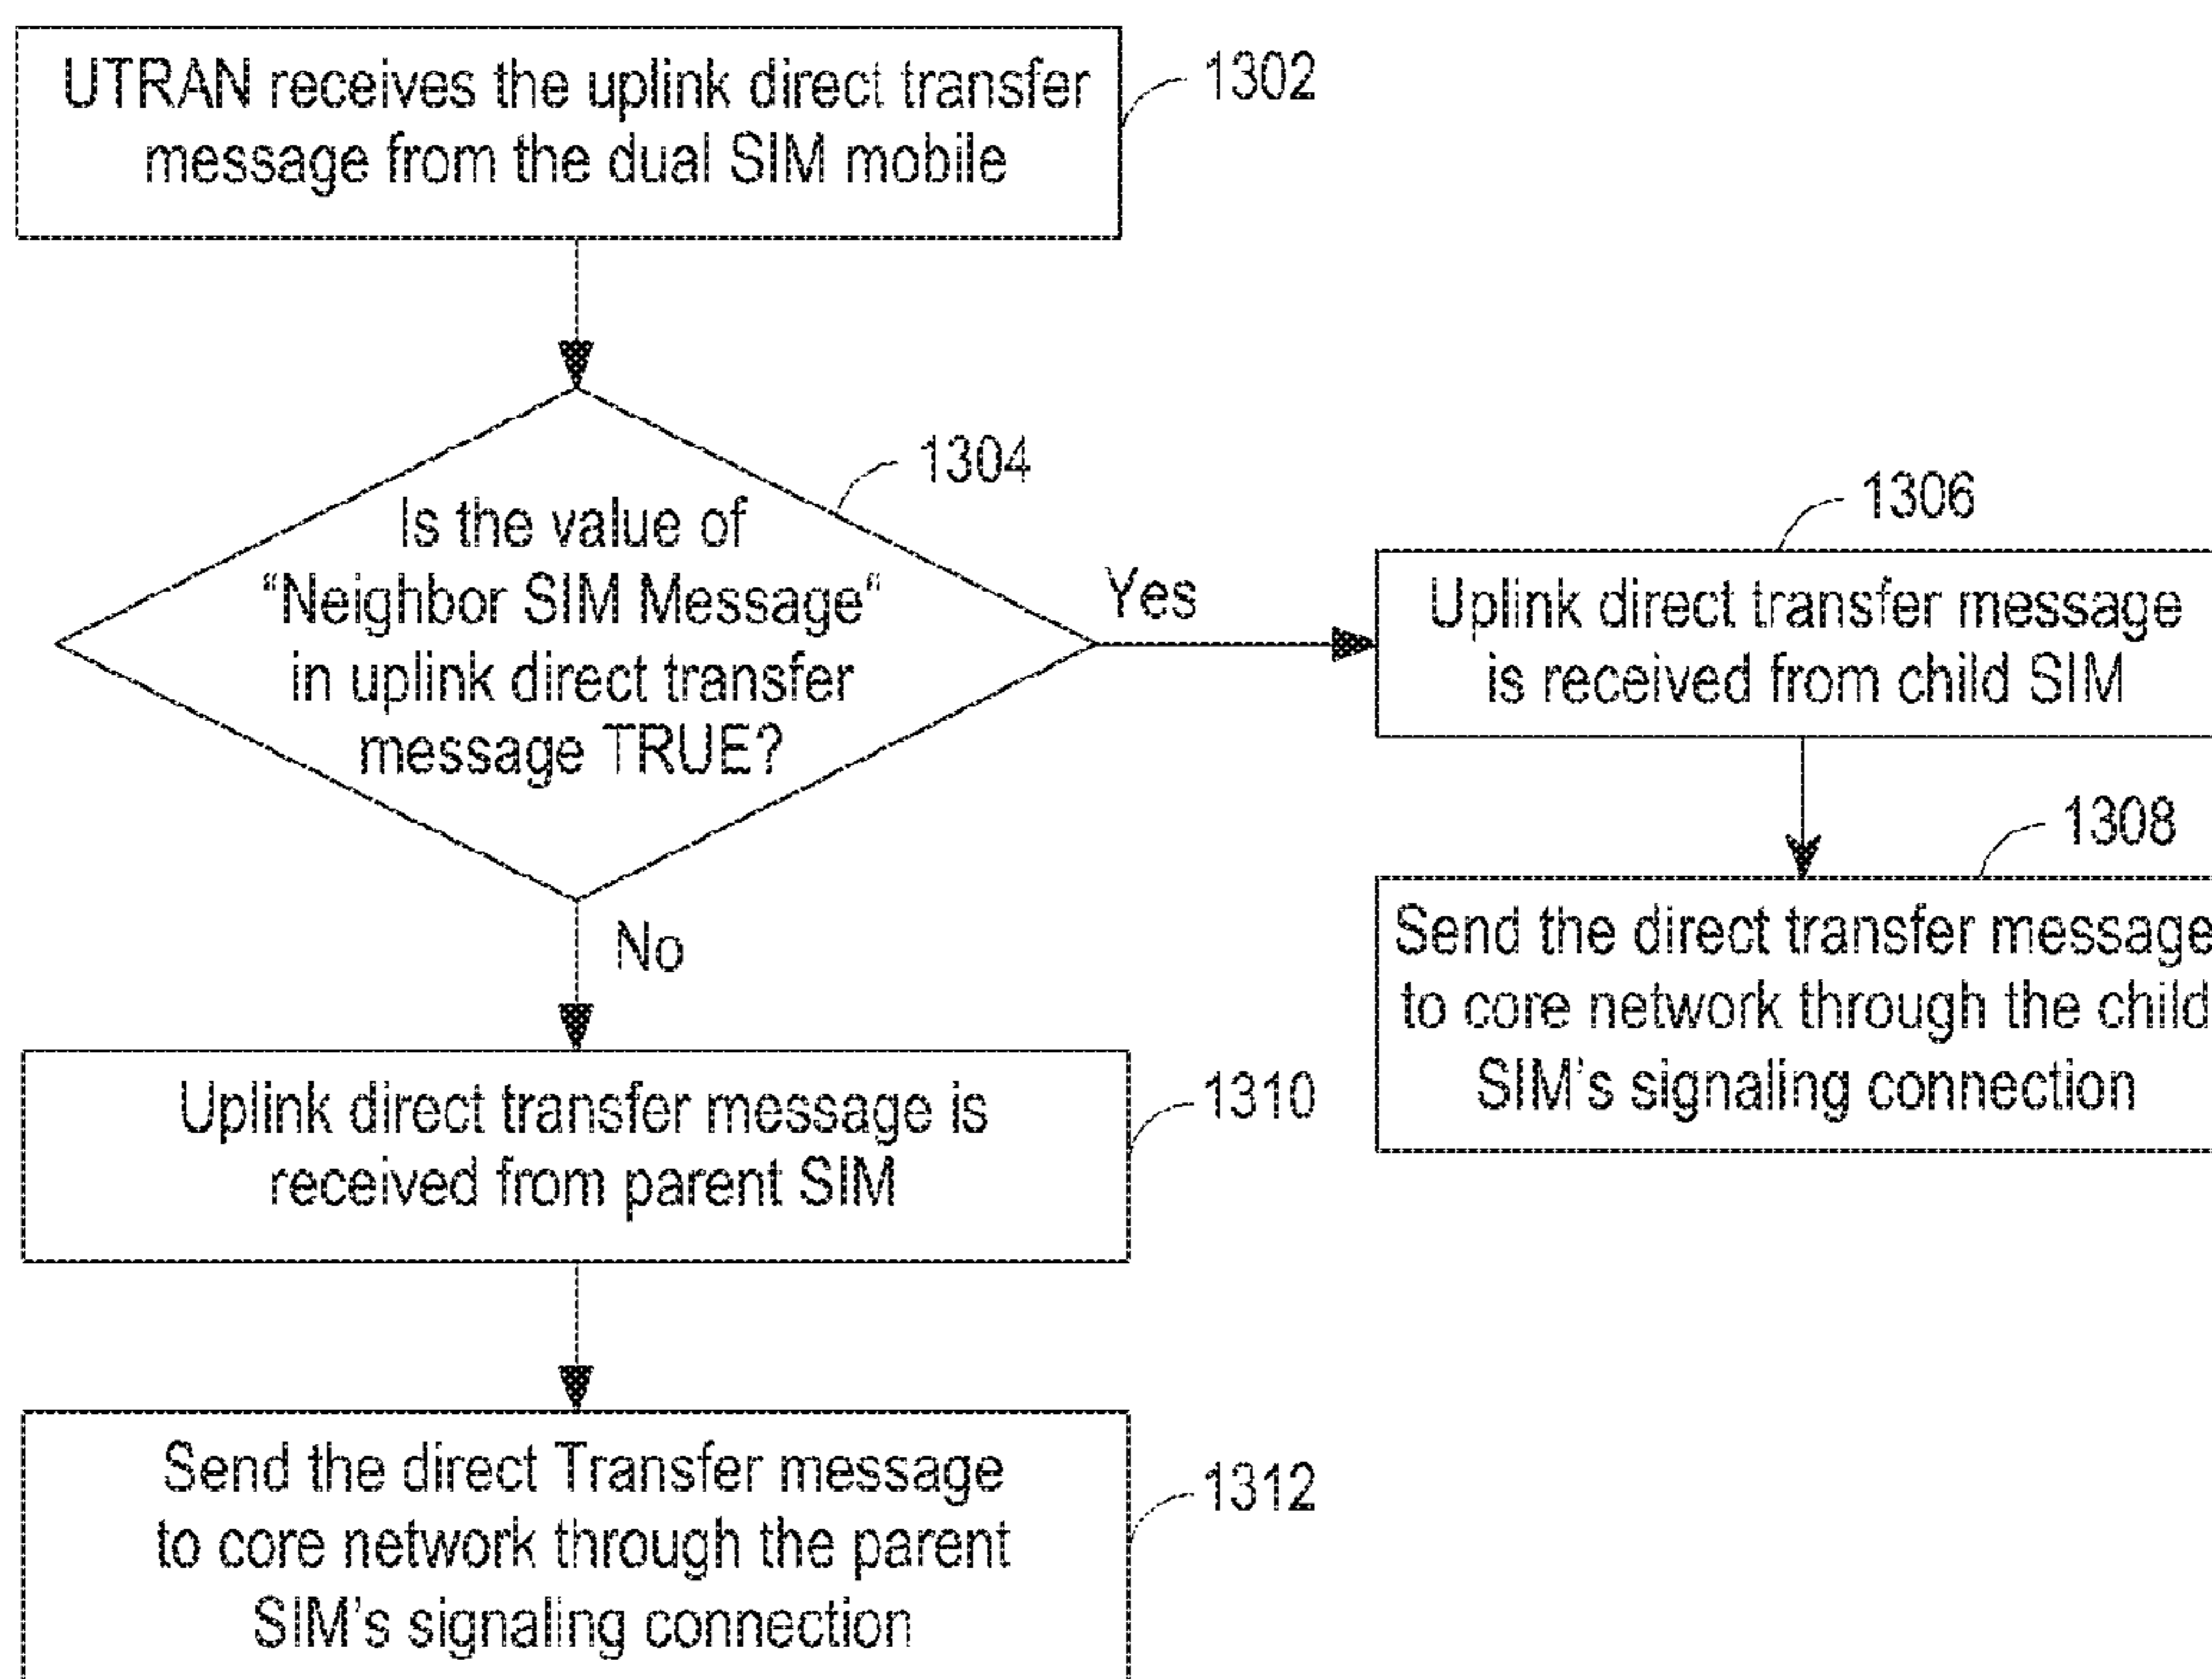 UTRAN receives the uplink direct transfer
message from the dual SIM mobile
1302
1304
Is the value of
“Neighbor SIM Message“
in uplink direct transfer
message TRUE?
Yes
1306
Uplink direct transfer message
is received from child SIM
1308
Send the direct transfer message
to core network through the child
SIM's signaling connection
No
Uplink direct transfer message is
received from parent SIM
1310
Send the direct Transfer message
to core network through the parent
SIM's signaling connection
1312